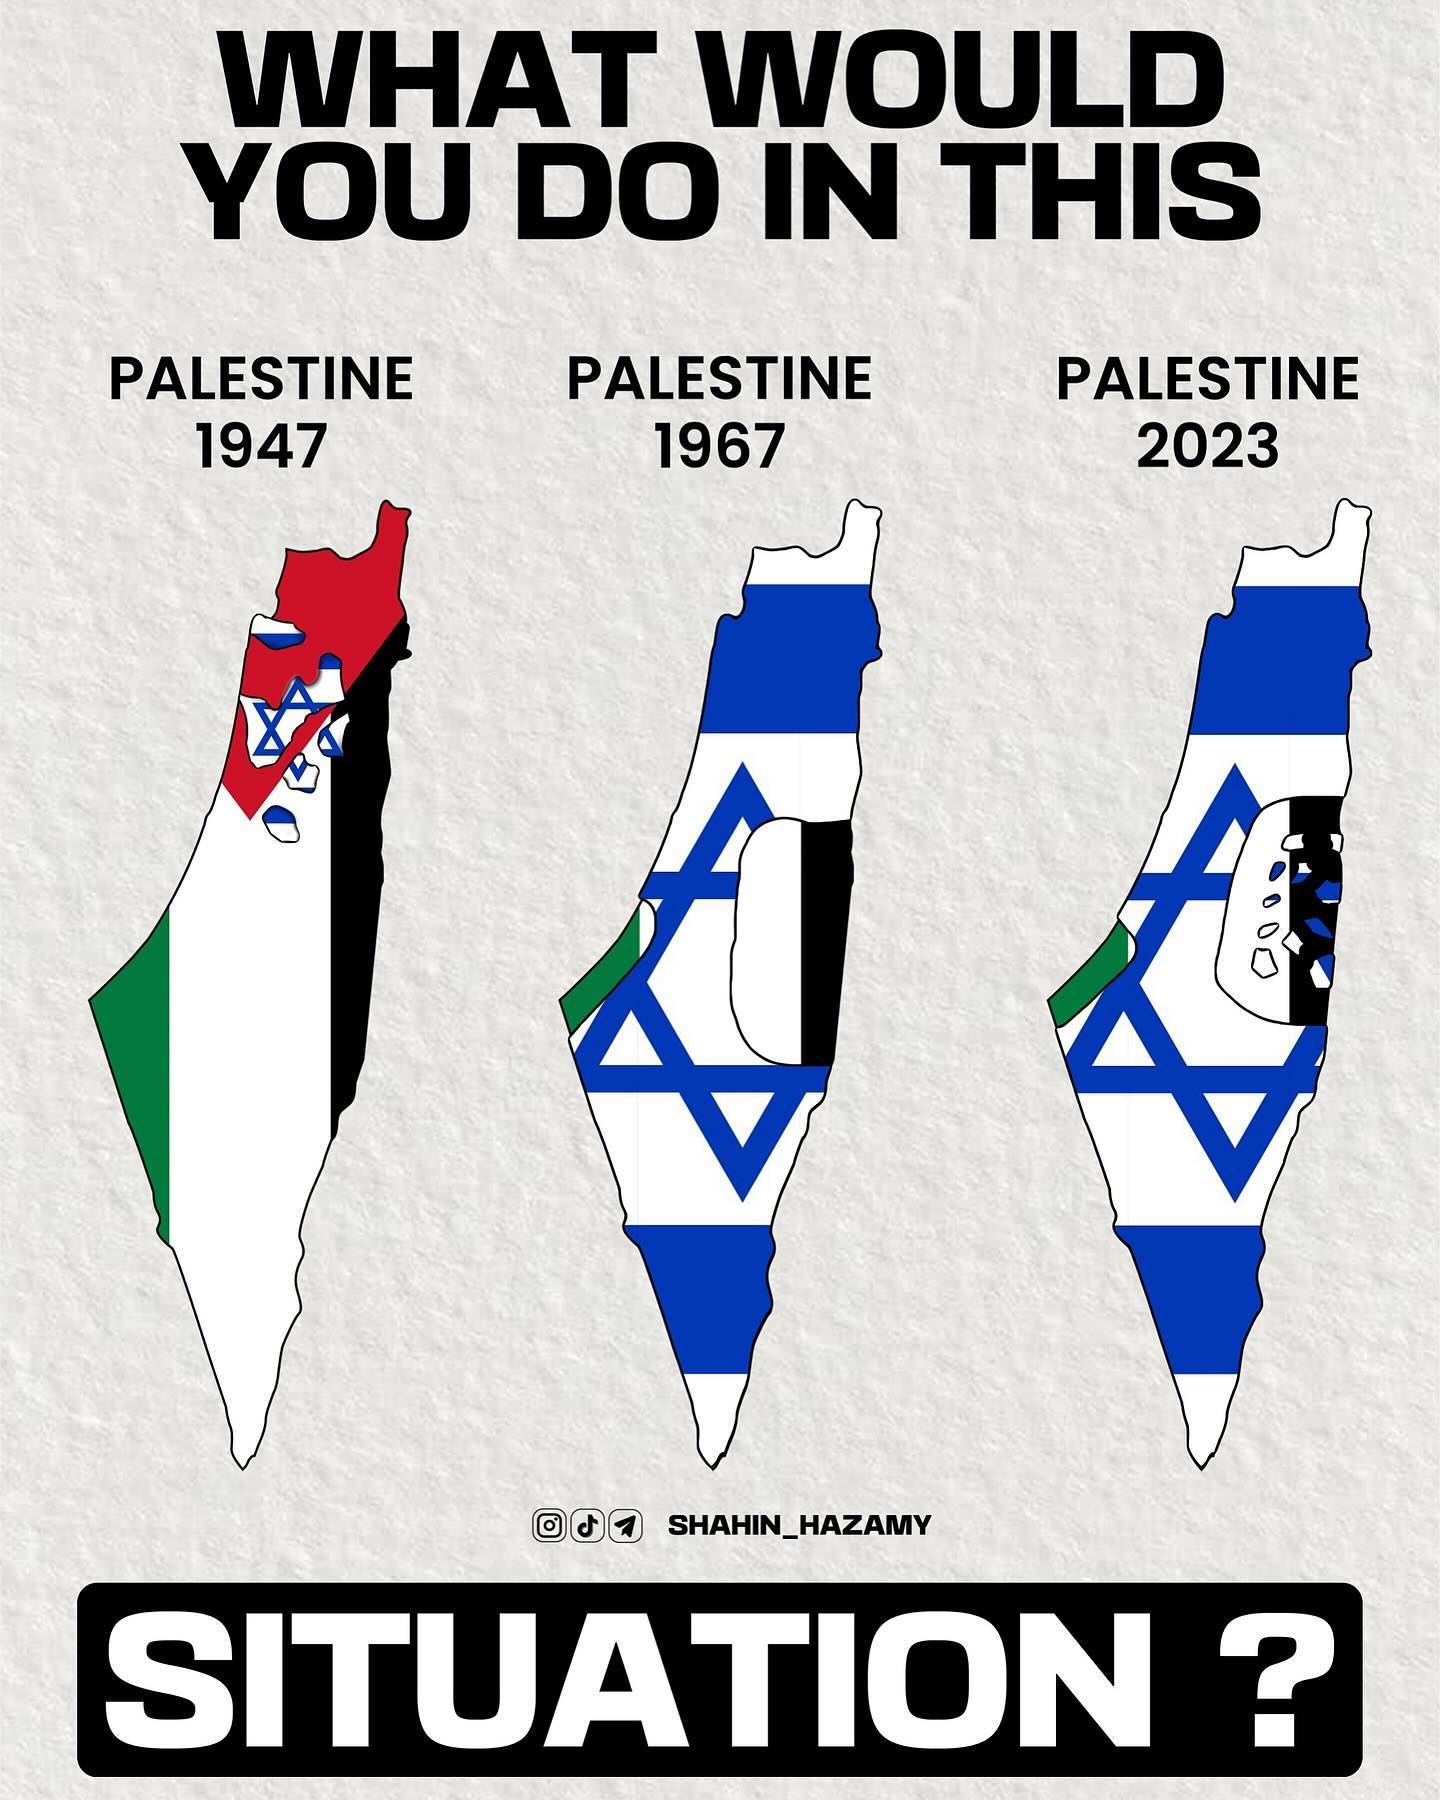 WHAT WOULD
YOU DO IN THIS
PALESTINE
1947
PALESTINE
1967
PALESTINE
2023
SHAHIN_HAZAMY
SITUATION ?